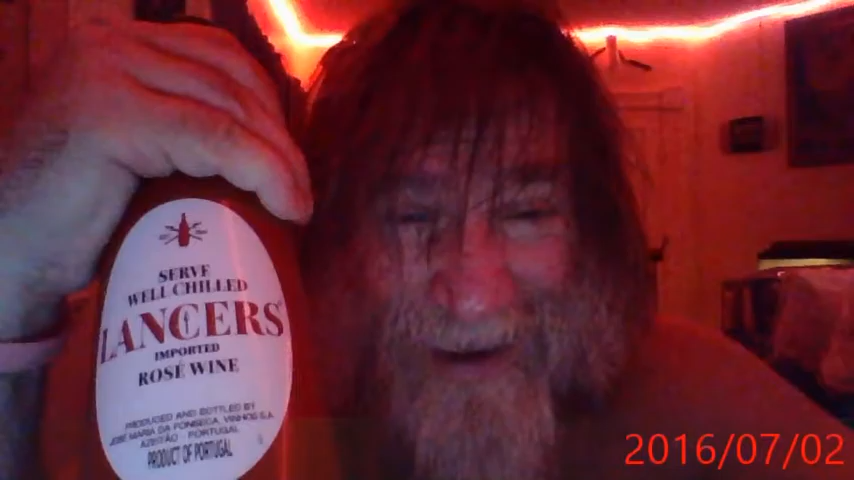 SERVE
WELL CHILLED
LANCERS®
IMPORTED
ROSÉ WINE
PRODUCED AND BOTTLED BY
JOSÉ MARIA DA FONSECA, VINHOS S.A.
AZEITÃO PORTUGAL
PRODUCT OF PORTUGAL
2016/07/02